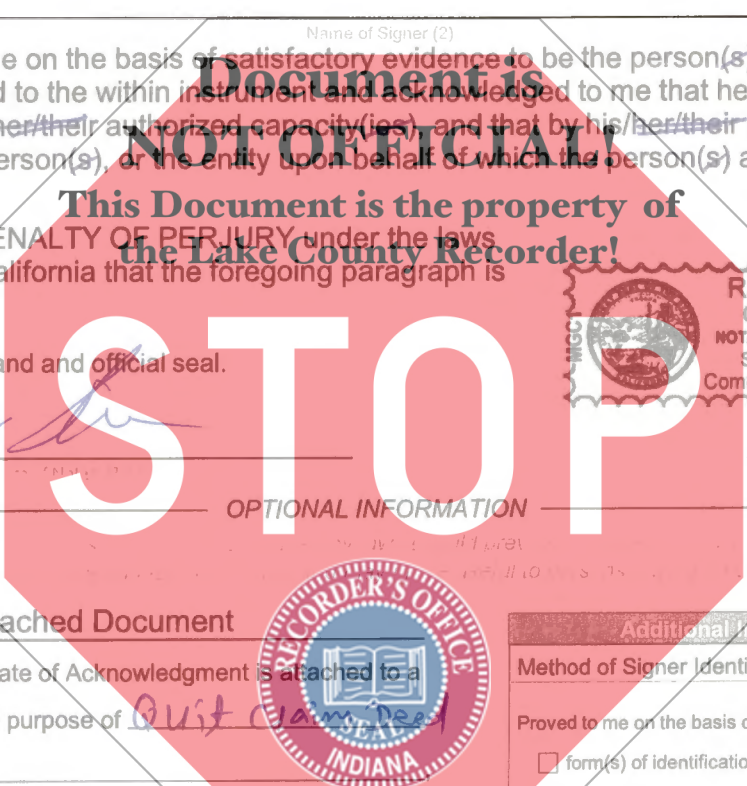 Name of Signer (2)
e on the basis of satisfactory evidence to be the person(s
Document is
d to the within instrument and acknowledged to me that he
her/their authorized capacity(ies), and that by his/her/their
NOT OFFICIAL!
erson(s), or the entity upon behalf of which the person(s) a
This Document is the property of
ENALTY OF PERJURY under the laws
the Lake County Recorder!
alifornia that the foregoing paragraph is
R
MGC
NOT
S
Com
and and official seal.
STOP
OPTIONAL INFORMATION
RECORDER'S OFFICE
SEAL
INDIANA
ached Document
ate of Acknowledgment is attached to a
purpose of Quit Claim Deed
Additional I
Method of Signer Identi
Proved to me on the basis o
form(s) of identificatio